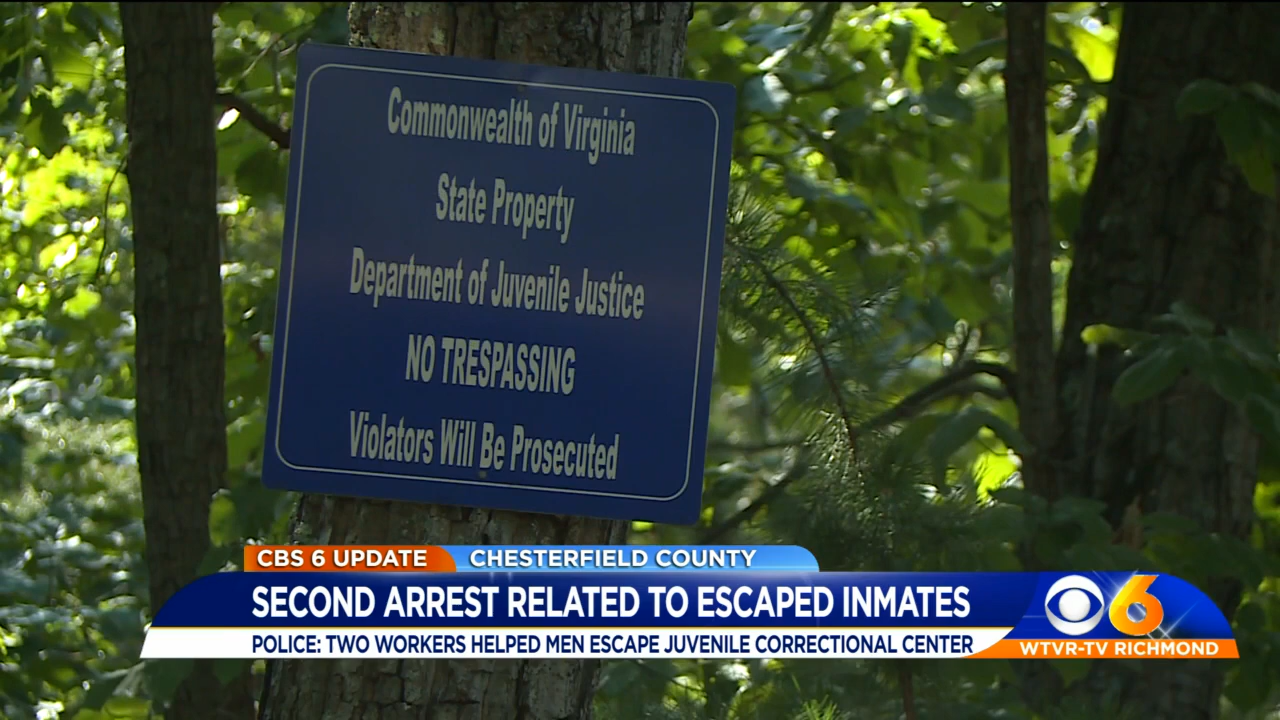 Commonwealth of Virginia
State Property
Department of Juvenile Justice
NO TRESPASSING
Violators Will Be Prosecuted
CBS 6 UPDATE
CHESTERFIELD COUNTY
SECOND ARREST RELATED TO ESCAPED INMATES
POLICE: TWO WORKERS HELPED MEN ESCAPE JUVENILE CORRECTIONAL CENTER
6
WTVR-TV RICHMOND